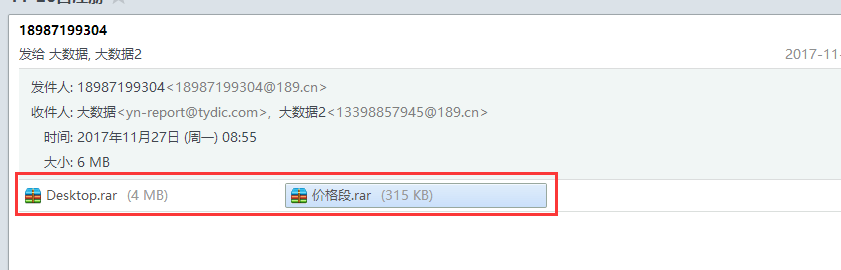 18987199304
发给 大数据, 大数据2
2017-11-
发件人: 18987199304<18987199304@189.cn>
收件人: 大数据<yn-report@tydic.com>, 大数据2<13398857945@189.cn>
时间: 2017年11月27日 (周一) 08:55
大小: 6 MB
Desktop.rar (4 MB) 价格段.rar (315 KB)